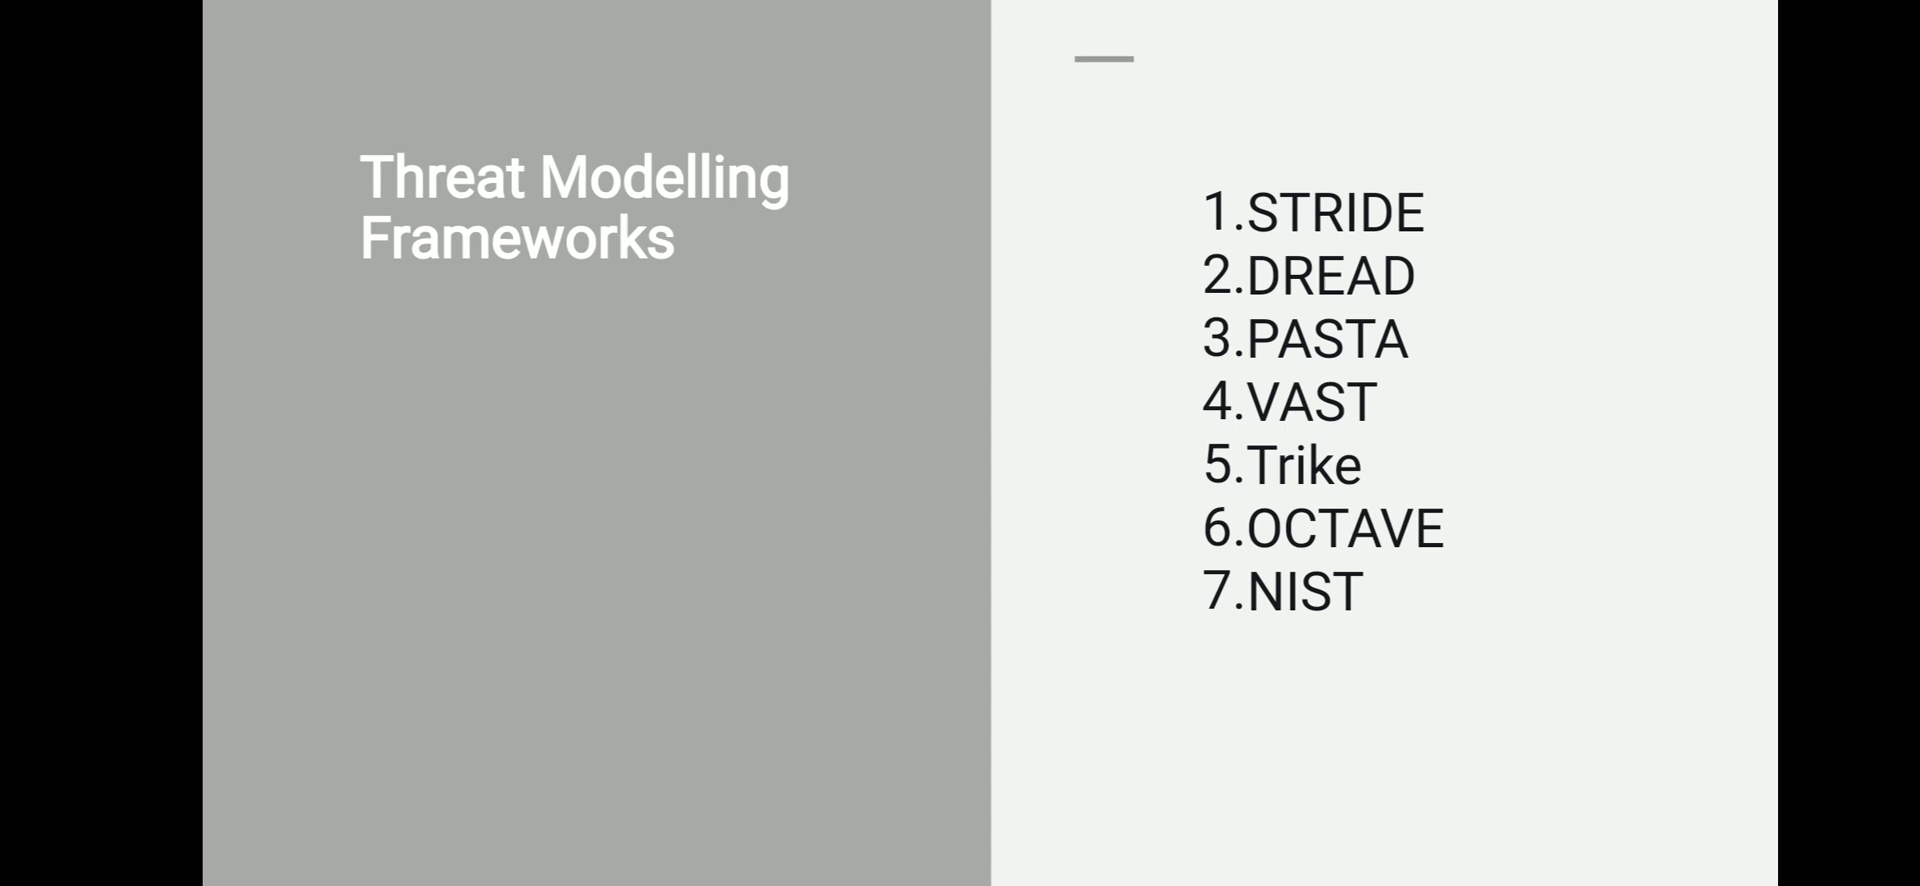 Threat Modelling
Frameworks
1.STRIDE
2.DREAD
3.PASTA
4.VAST
5.Trike
6.OCTAVE
7.NIST